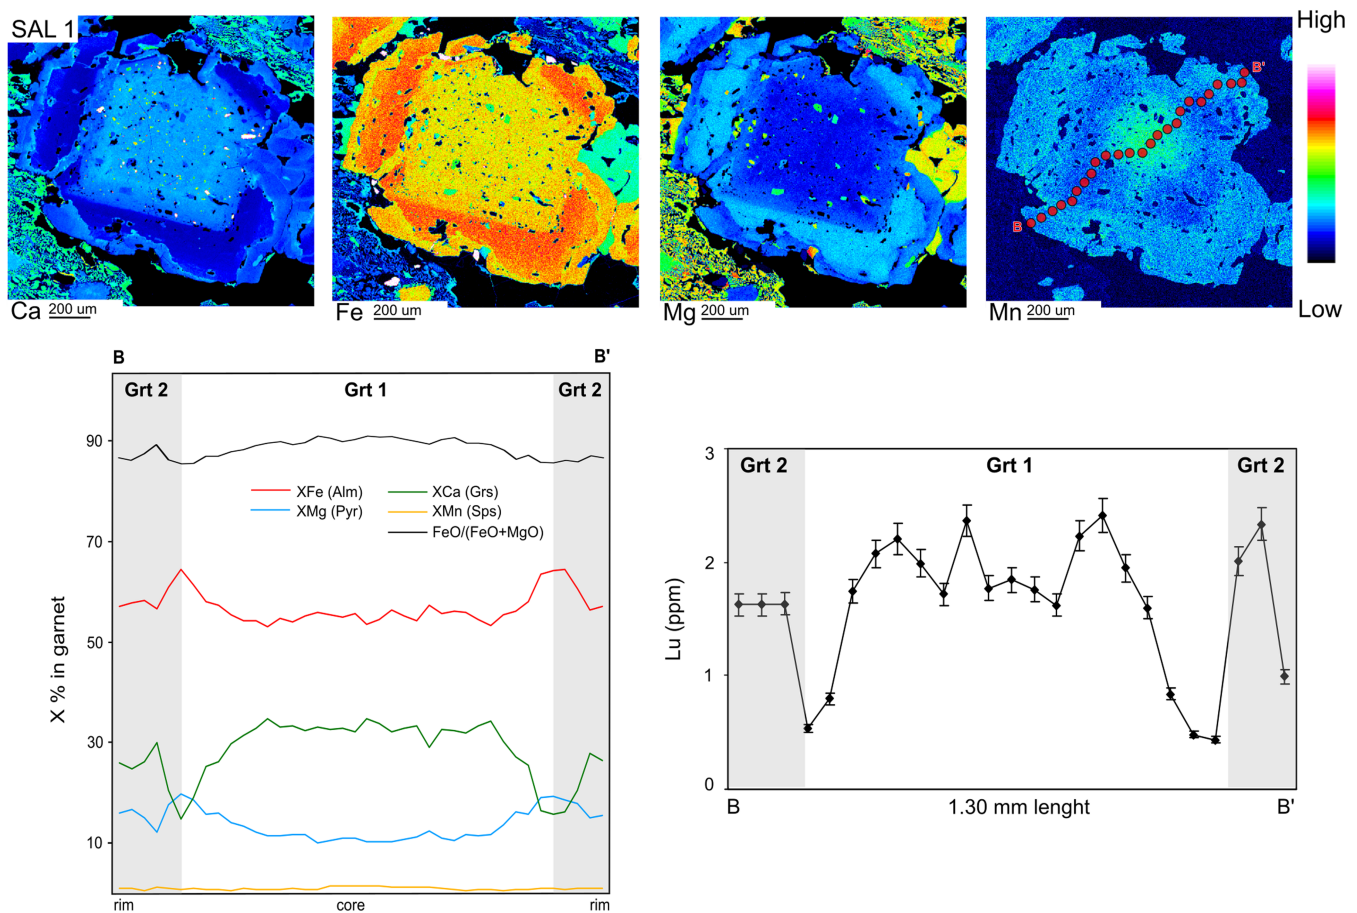 SAL 1
High
B'
B
Ca 200 um
Fe 200 um
Mg 200 um
Mn 200 um
Low
B
B'
Grt 2
Grt 1
Grt 2
90
70
50
30
10
X % in garnet
XFe (Alm)
XCa (Grs)
XMg (Pyr)
XMn (Sps)
FeO/(FeO+MgO)
rim
core
rim
3
2
1
0
Lu (ppm)
Grt 2
Grt 1
Grt 2
B
1.30 mm lenght
B'